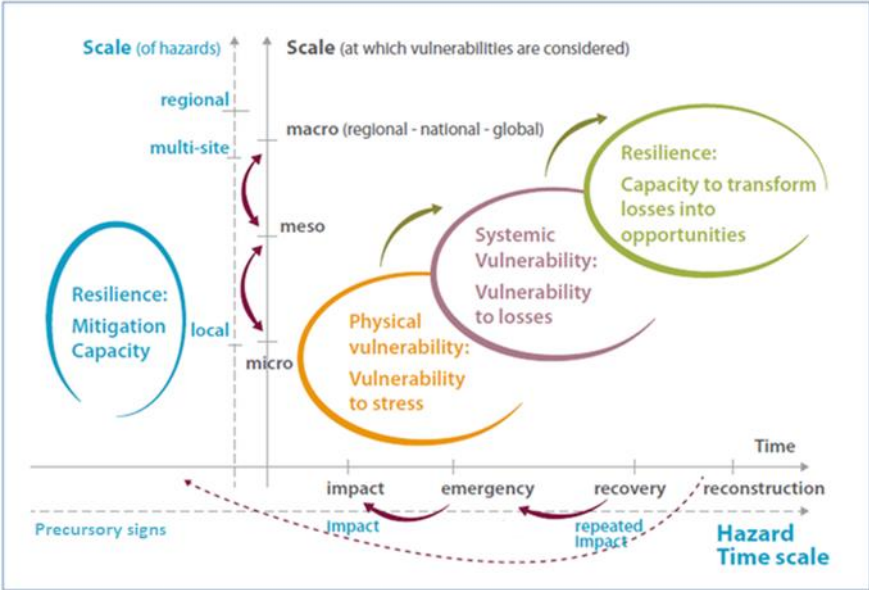 Scale (of hazards)
Scale (at which vulnerabilities are considered)
regional
macro (regional - national - global)
multi-site
Resilience:
Capacity to transform
losses into
opportunities
meso
Systemic
Vulnerability:
Vulnerability
to losses
Resilience:
Mitigation
Capacity
local
micro
Physical
vulnerability:
Vulnerability
to stress
Time
impact
emergency
recovery
reconstruction
Precursory signs
Impact
repeated
Impact
Hazard
Time scale